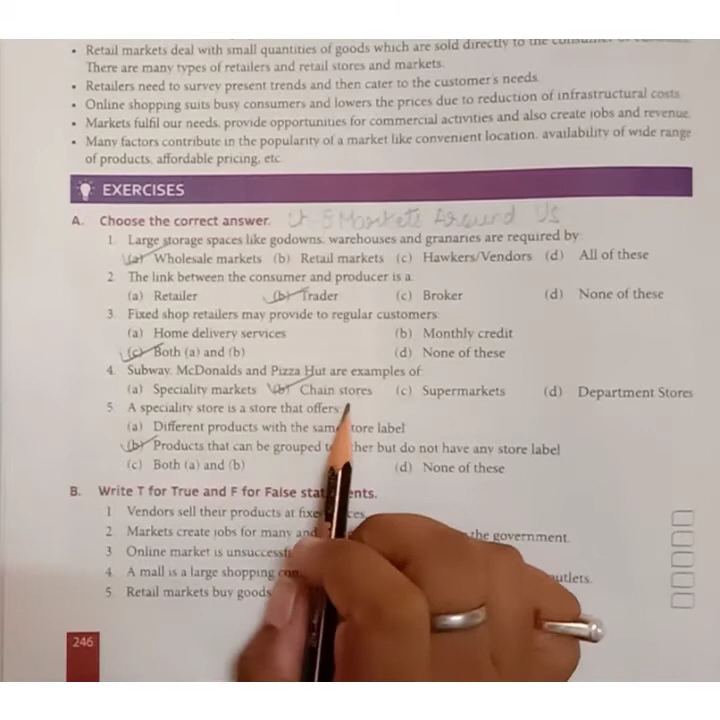 • Retail markets deal with small quantities of goods which are sold directly to the
There are many types of retailers and retail stores and markets.
• Retailers need to survey present trends and then cater to the customer's needs.
• Online shopping suits busy consumers and lowers the prices due to reduction of infrastructural costs.
• Markets fulfil our needs, provide opportunities for commercial activities and also create jobs and revenue.
• Many factors contribute in the popularity of a market like convenient location, availability of wide range
of products, affordable pricing, etc.
EXERCISES
A. Choose the correct answer. Ch-5 Markets Around Us
1. Large storage spaces like godowns, warehouses and granaries are required by:
(a) Wholesale markets (b) Retail markets (c) Hawkers/Vendors (d) All of these
2. The link between the consumer and producer is a:
(a) Retailer (b) Trader (c) Broker (d) None of these
3. Fixed shop retailers may provide to regular customers:
(a) Home delivery services (b) Monthly credit
(c) Both (a) and (b) (d) None of these
4. Subway, McDonalds and Pizza Hut are examples of:
(a) Speciality markets (b) Chain stores (c) Supermarkets (d) Department Stores
5. A speciality store is a store that offers:
(a) Different products with the same store label
(b) Products that can be grouped but do not have any store label
(c) Both (a) and (b) (d) None of these
B. Write T for True and F for False statements.
1. Vendors sell their products at
2. Markets create jobs for many and the government.
3. Online market is
4. A mall is a large shopping outlets.
5. Retail markets buy goods
246